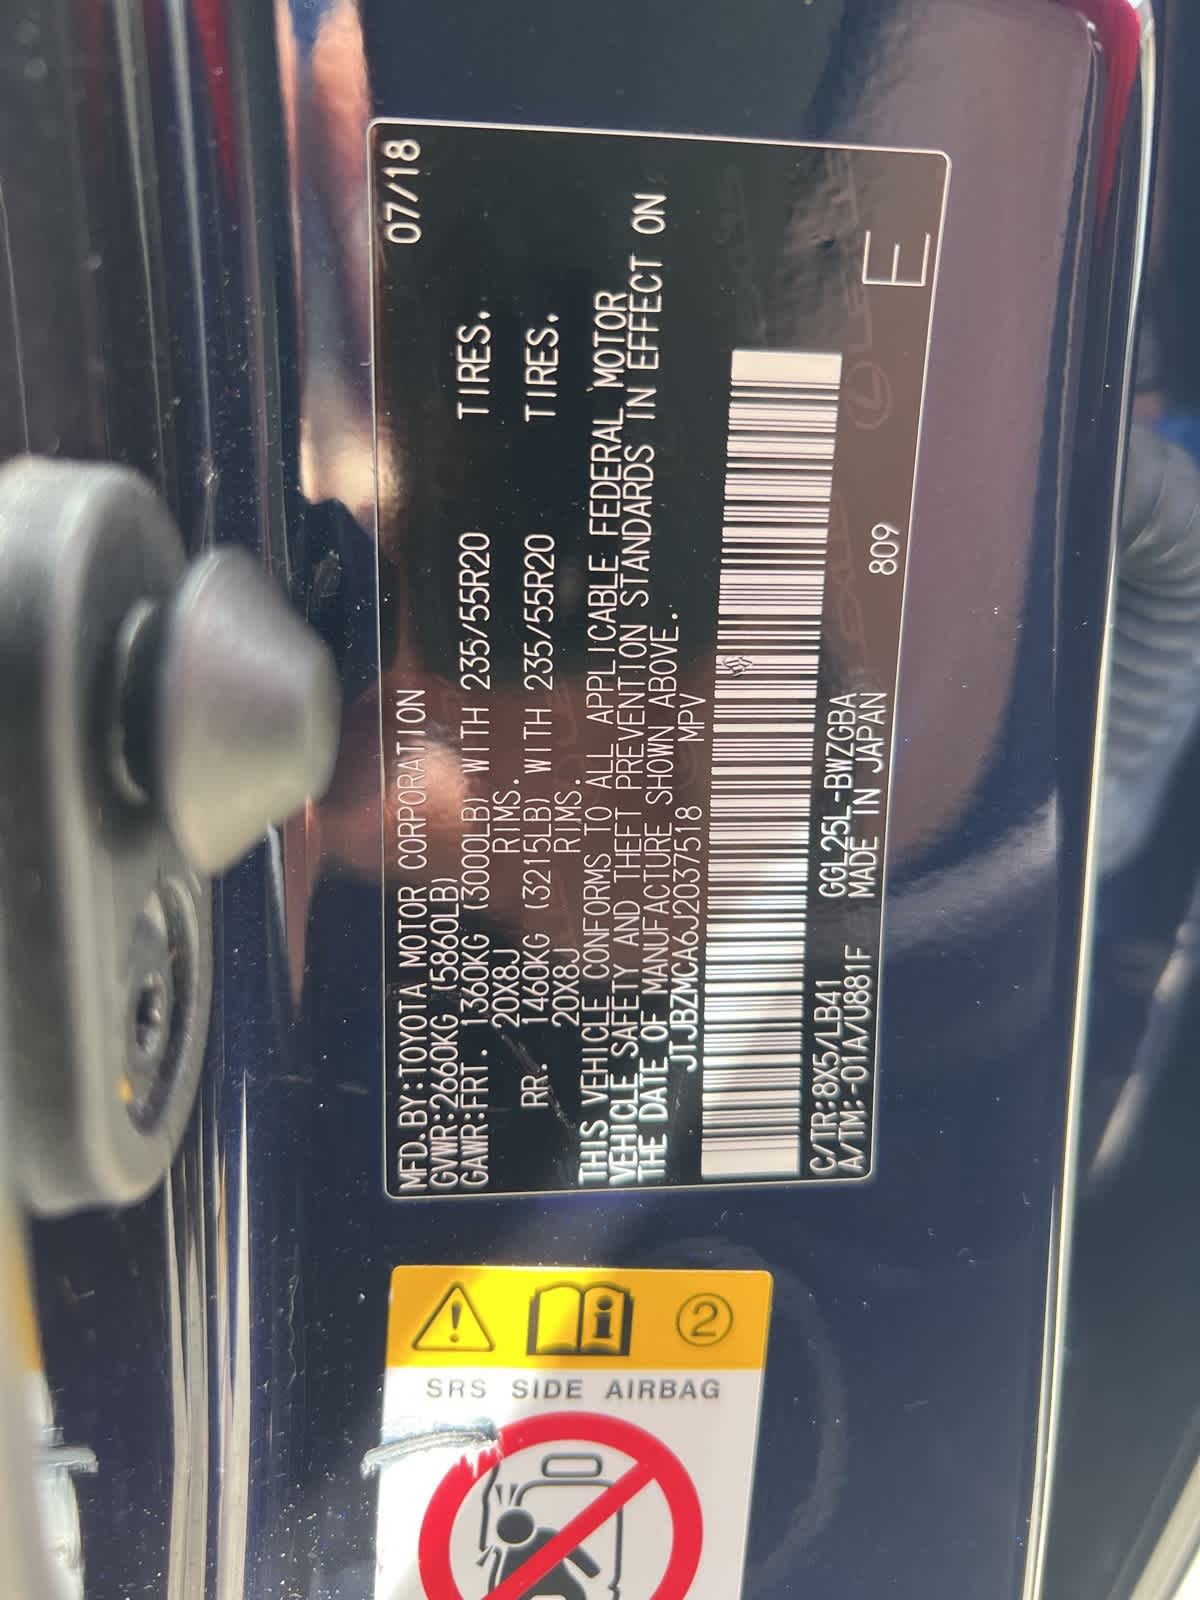 07/18
MFD.BY:TOYOTA MOTOR CORPORATION
GVWR:2660KG (5860LB)
GAWR:FRT. 1360KG (3000LB) WITH 235/55R20 TIRES.
20X8J RIMS.
RR. 1460KG (3215LB) WITH 235/55R20 TIRES.
20X8J RIMS.
THIS VEHICLE CONFORMS TO ALL APPLICABLE FEDERAL MOTOR
VEHICLE SAFETY AND THEFT PREVENTION STANDARDS IN EFFECT ON
THE DATE OF MANUFACTURE SHOWN ABOVE.
JTJBZMCA6J2037518 MPV
C/TR:8X5/LB41 GGL25L-BWZGBA
A/TM:-01A/U881F MADE IN JAPAN
809
E
2
SRS SIDE AIRBAG